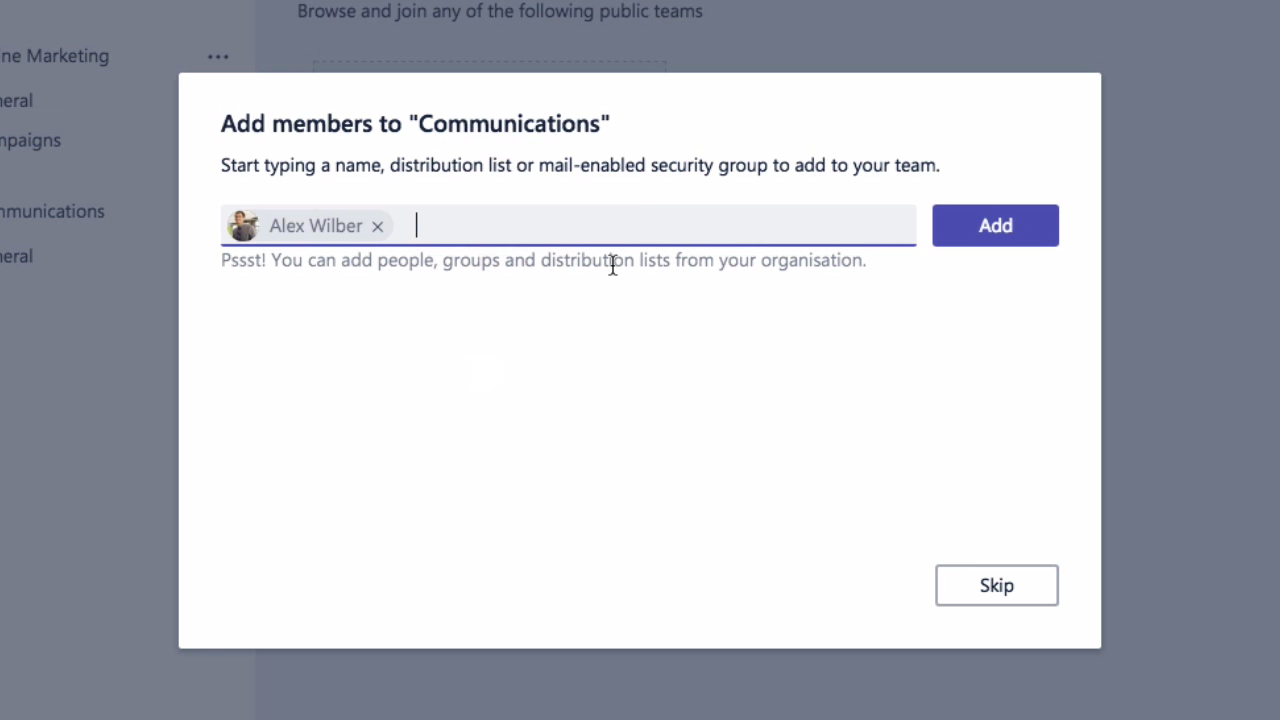 Browse and join any of the following public teams
ne Marketing
···
neral
mpaigns
mmunications
neral
Add members to "Communications"
Start typing a name, distribution list or mail-enabled security group to add to your team.
Alex Wilber
Add
Pssst! You can add people, groups and distribution lists from your organisation.
Skip